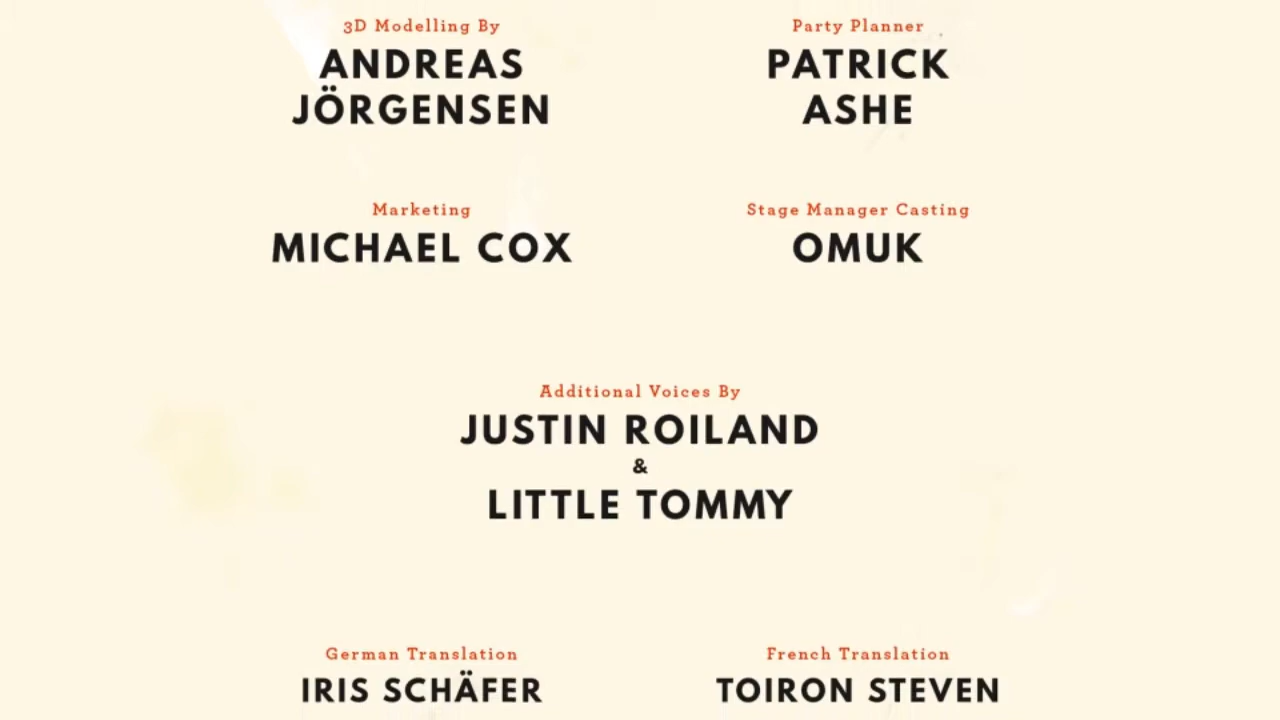 3D Modelling By
ANDREAS
JÖRGENSEN
Party Planner
PATRICK
ASHE
Marketing
MICHAEL COX
Stage Manager Casting
OMUK
Additional Voices By
JUSTIN ROILAND
&
LITTLE TOMMY
German Translation
IRIS SCHÄFER
French Translation
TOIRON STEVEN